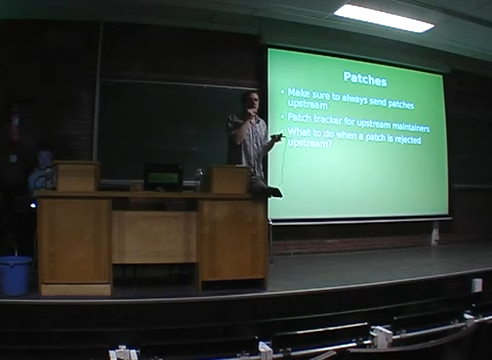 Patches
• Make sure to always send patches
upstream
• Patch tracker for upstream maintainers
• What to do when a patch is rejected
upstream?